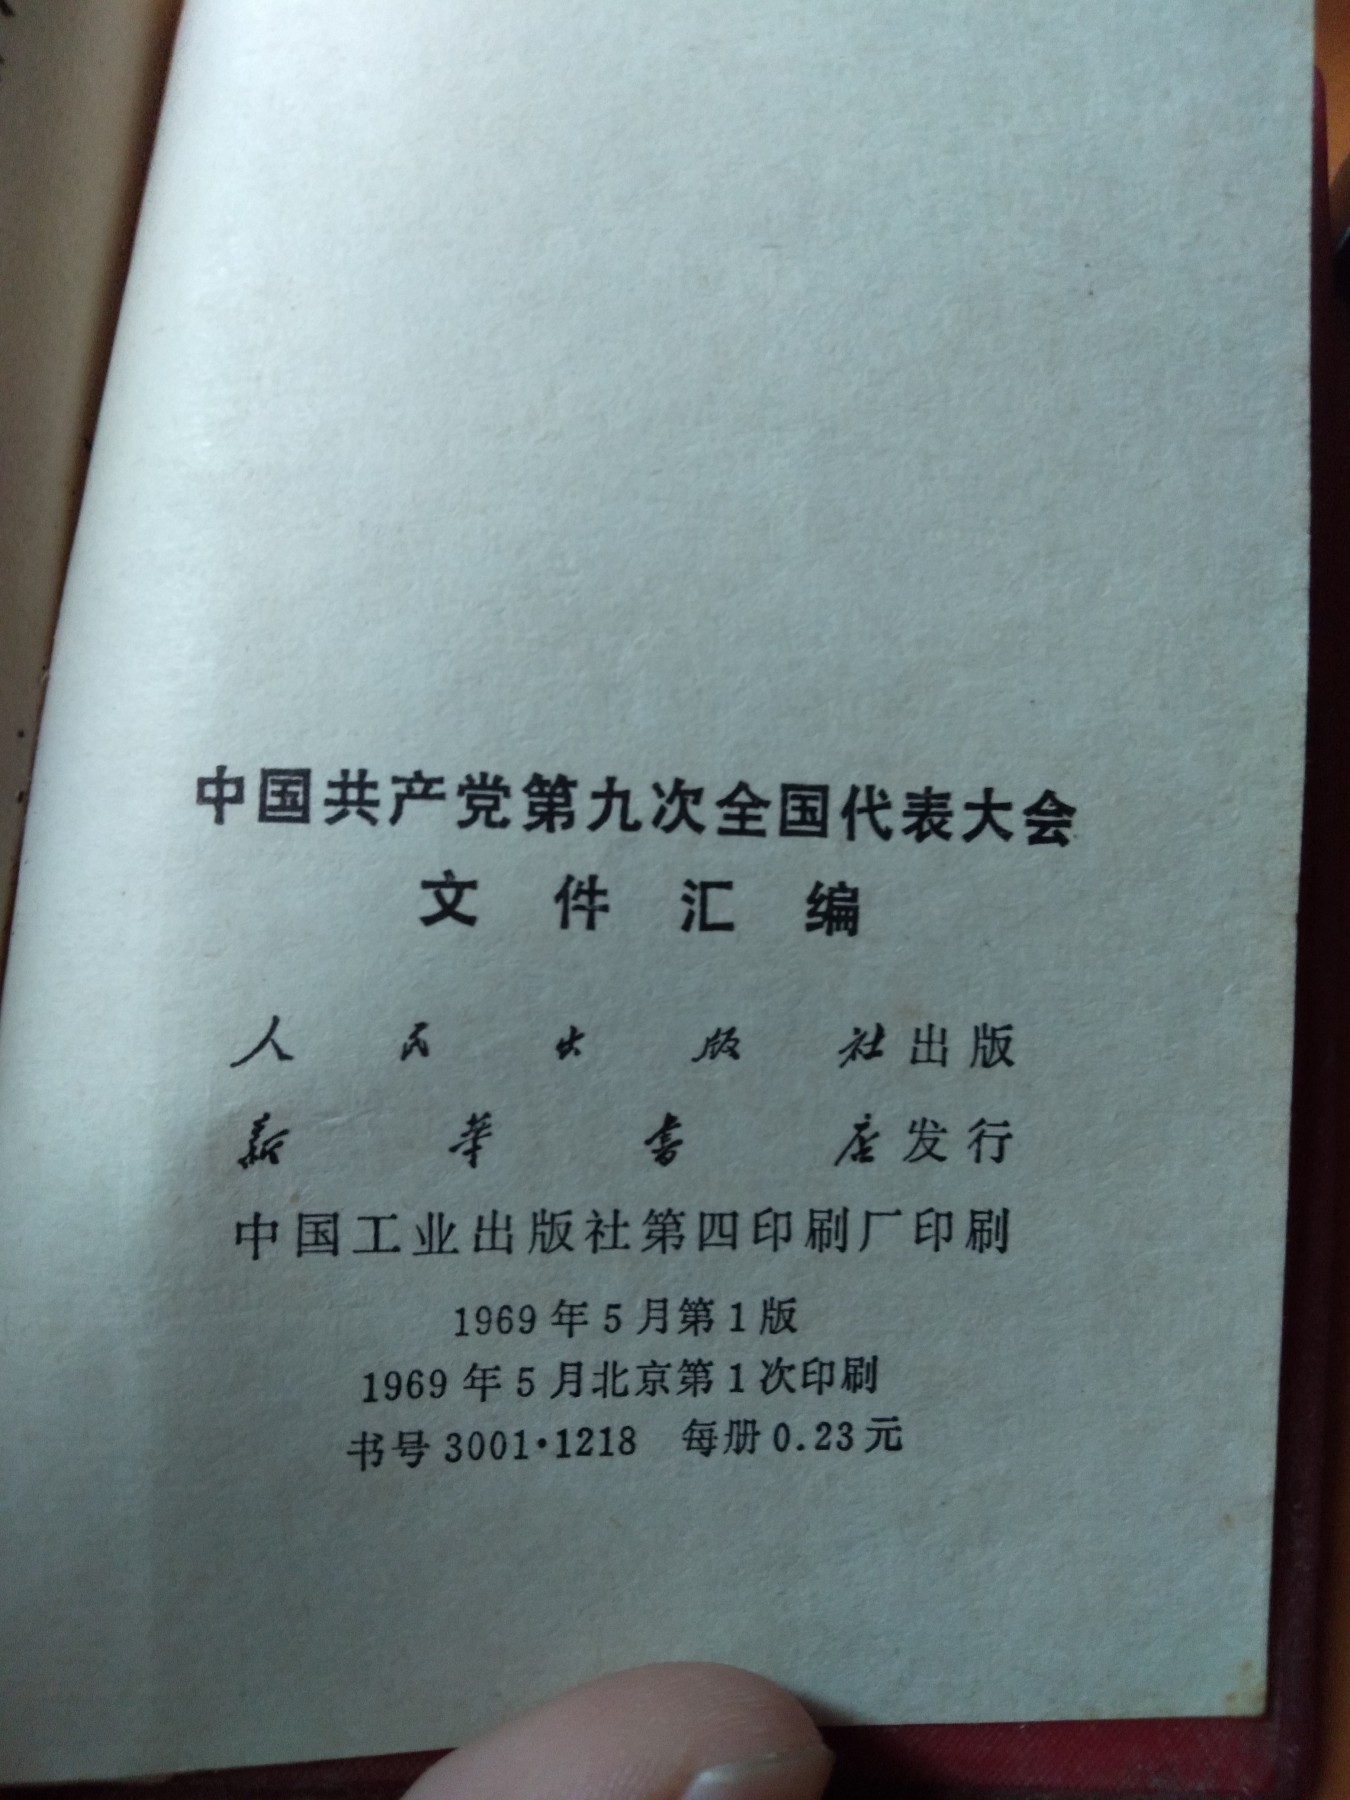 中国共产党第九次全国代表大会
文件汇编
人民出版社出版
新华书店发行
中国工业出版社第四印刷厂印刷
1969年5月第1版
1969年5月北京第1次印刷
书号3001·1218 每册0.23元